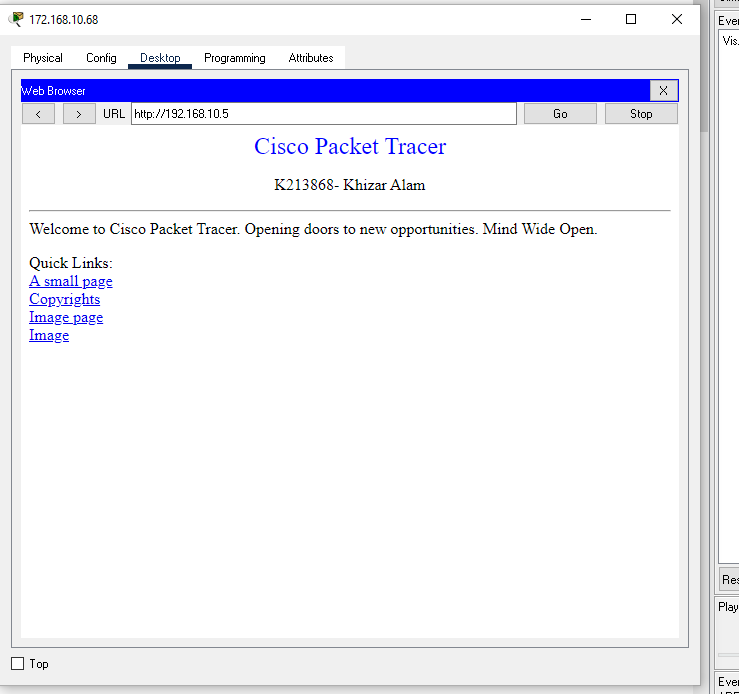 172.168.10.68
Physical Config Desktop Programming Attributes
Web Browser X
< > URL http://192.168.10.5 Go Stop
Cisco Packet Tracer
K213868- Khizar Alam
Welcome to Cisco Packet Tracer. Opening doors to new opportunities. Mind Wide Open.
Quick Links:
A small page
Copyrights
Image page
Image
Top
Ever
Vis.
Res
Play
Ever